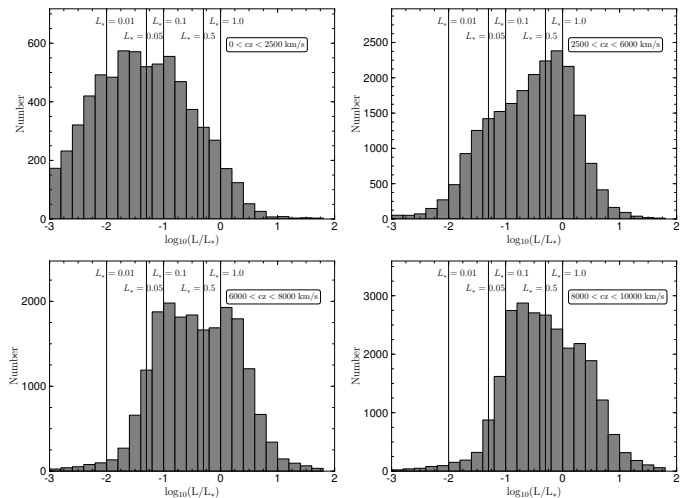 L* = 0.01 L* = 0.1 L* = 1.0
L* = 0.05 L* = 0.5
0 < cz < 2500 km/s
Number
600
400
200
0
-3 -2 -1 0 1 2
log10(L/L*)
L* = 0.01 L* = 0.1 L* = 1.0
L* = 0.05 L* = 0.5
2500 < cz < 6000 km/s
Number
2500
2000
1500
1000
500
0
-3 -2 -1 0 1 2
log10(L/L*)
L* = 0.01 L* = 0.1 L* = 1.0
L* = 0.05 L* = 0.5
6000 < cz < 8000 km/s
Number
2000
1000
0
-3 -2 -1 0 1 2
log10(L/L*)
L* = 0.01 L* = 0.1 L* = 1.0
L* = 0.05 L* = 0.5
8000 < cz < 10000 km/s
Number
3000
2000
1000
0
-3 -2 -1 0 1 2
log10(L/L*)